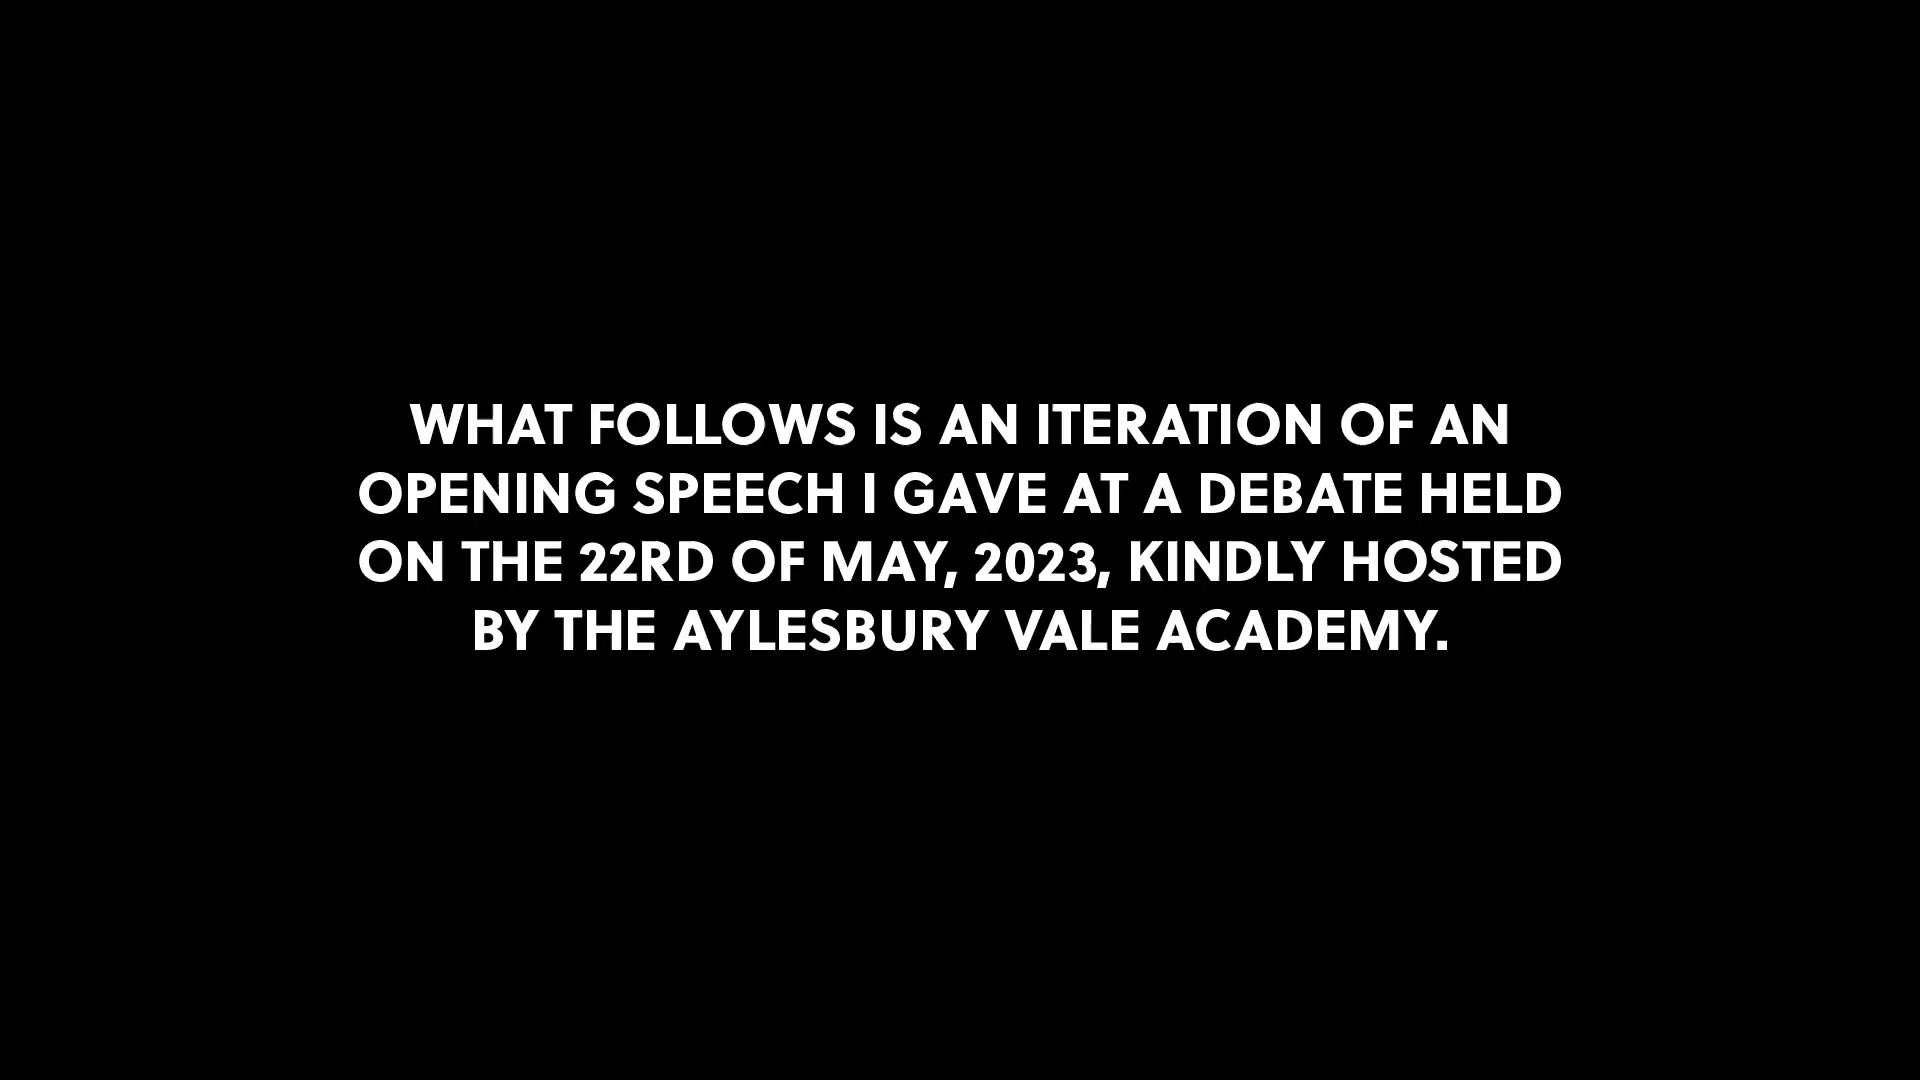 WHAT FOLLOWS IS AN ITERATION OF AN
OPENING SPEECH I GAVE AT A DEBATE HELD
ON THE 22RD OF MAY, 2023, KINDLY HOSTED
BY THE AYLESBURY VALE ACADEMY.